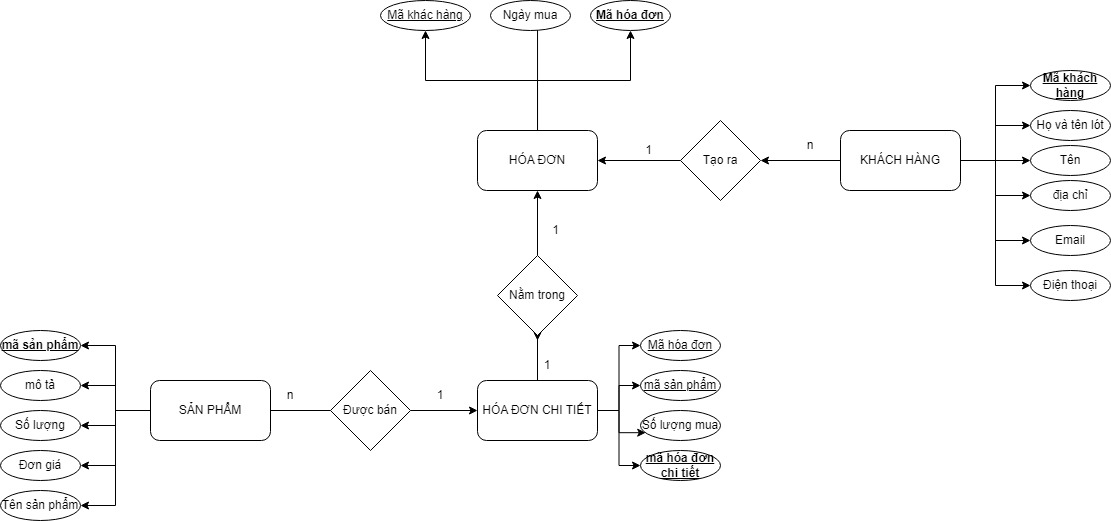 Mã khác hàng
Ngày mua
Mã hóa đơn
Mã khách
hàng
Họ và tên lót
Tên
địa chỉ
Email
Điện thoại
HÓA ĐƠN
1
Tạo ra
n
KHÁCH HÀNG
1
Nằm trong
1
mã sản phẩm
mô tả
Số lượng
Đơn giá
Tên sản phẩm
SẢN PHẨM
n
Được bán
1
HÓA ĐƠN CHI TIẾT
Mã hóa đơn
mã sản phẩm
Số lượng mua
mã hóa đơn
chi tiết